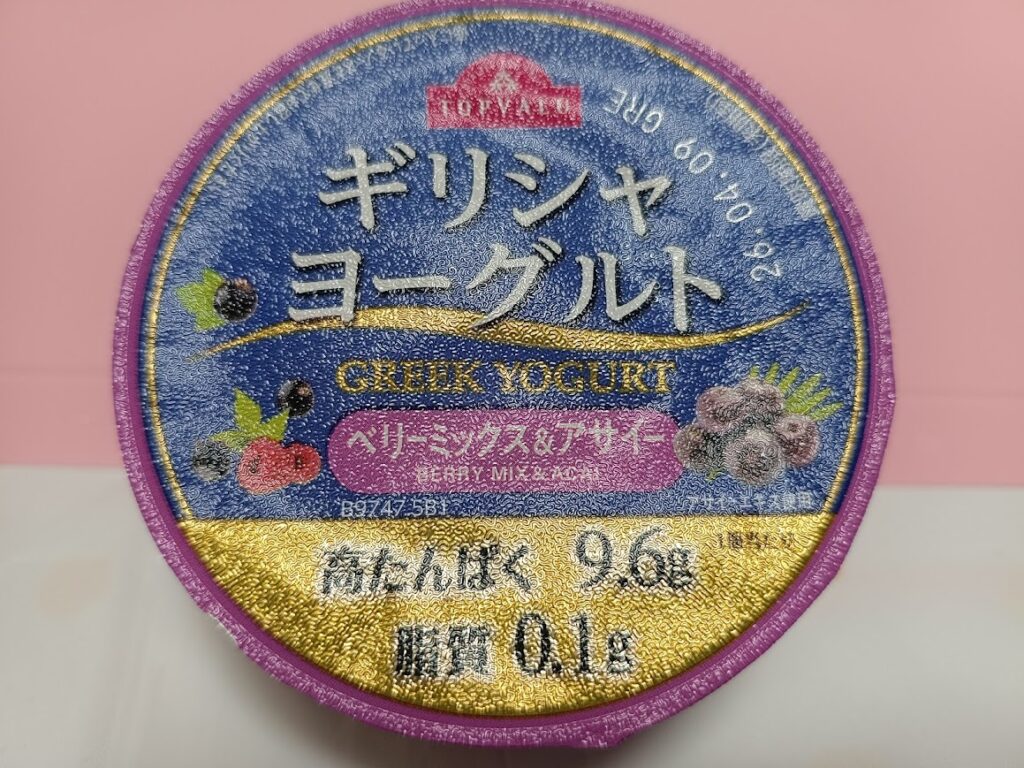 TOPVALU
26.04.09 GRE
ギリシャ
ヨーグルト
GREEK YOGURT
ベリーミックス&アサイー
BERRY MIX & ACAI
B9747 5B1
アサイーエキス使用
1個当たり
高たんぱく 9.6g
脂質 0.1g